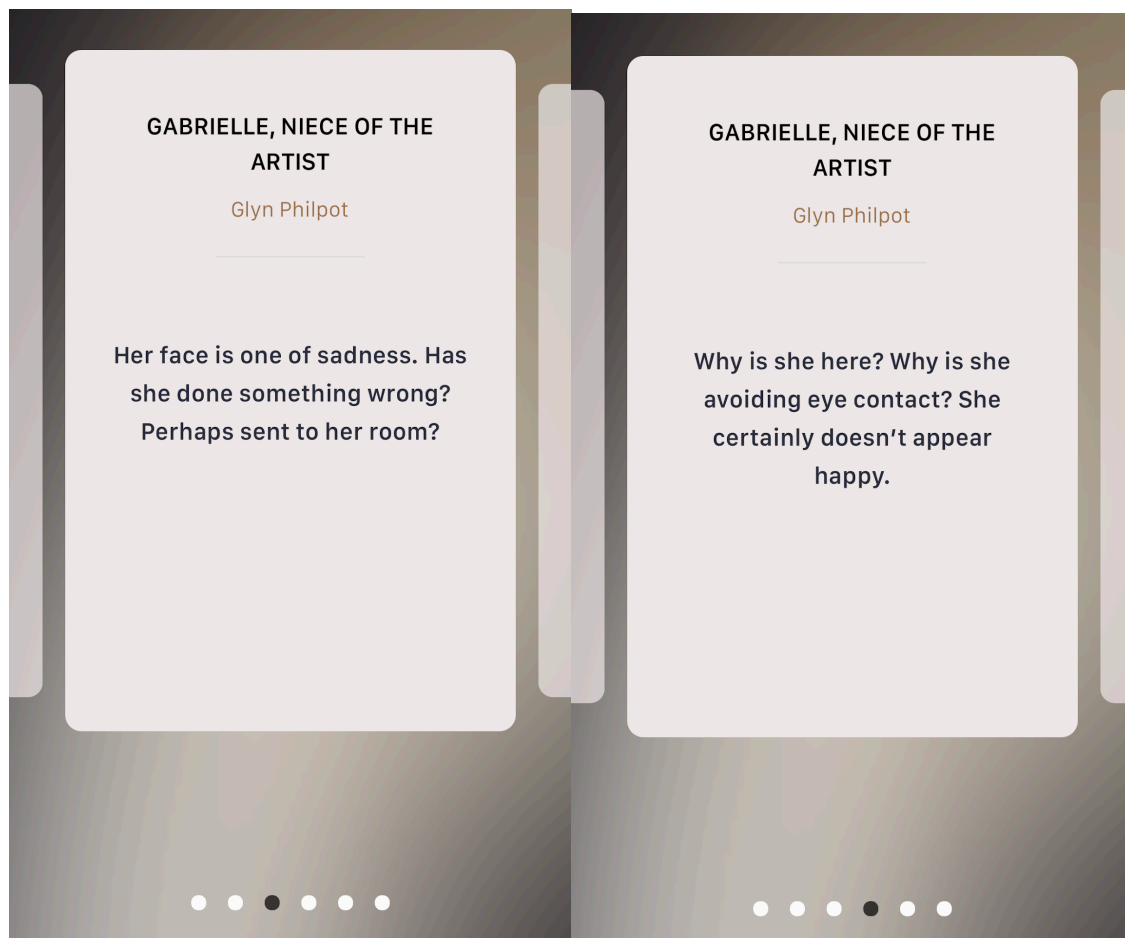 GABRIELLE, NIECE OF THE
ARTIST
Glyn Philpot
Her face is one of sadness. Has
she done something wrong?
Perhaps sent to her room?
GABRIELLE, NIECE OF THE
ARTIST
Glyn Philpot
Why is she here? Why is she
avoiding eye contact? She
certainly doesn’t appear
happy.